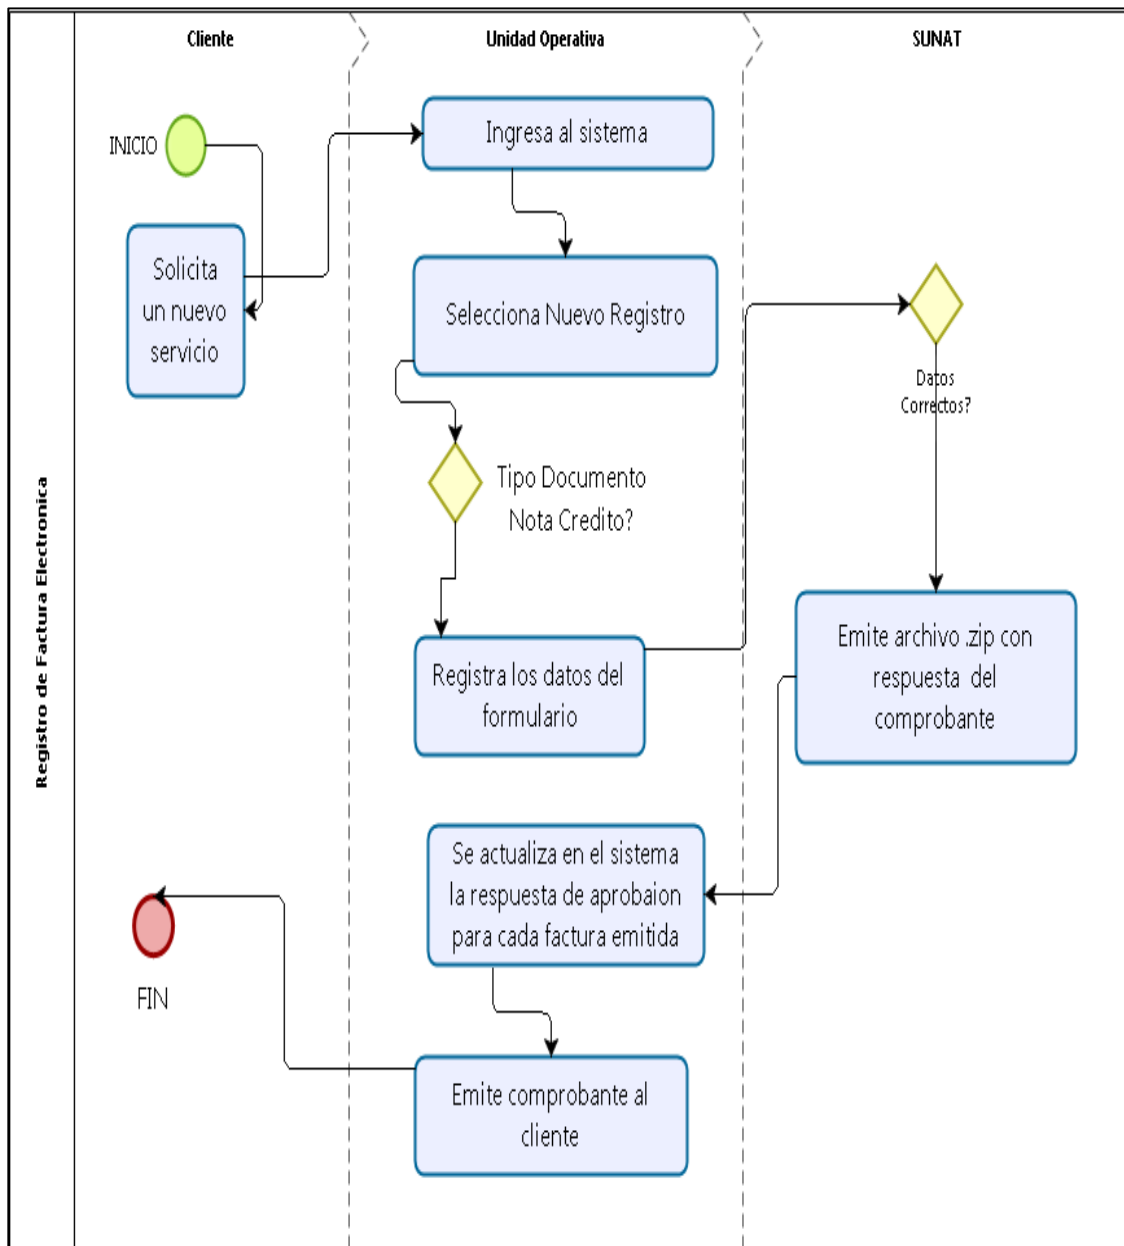 Registro de Factura Electronica
Cliente
Unidad Operativa
SUNAT
INICIO
Ingresa al sistema
Solicita
un nuevo
servicio
Selecciona Nuevo Registro
Datos
Correctos?
Tipo Documento
Nota Credito?
Registra los datos del
formulario
Emite archivo .zip con
respuesta del
comprobante
Se actualiza en el sistema
la respuesta de aprobaion
para cada factura emitida
FIN
Emite comprobante al
cliente